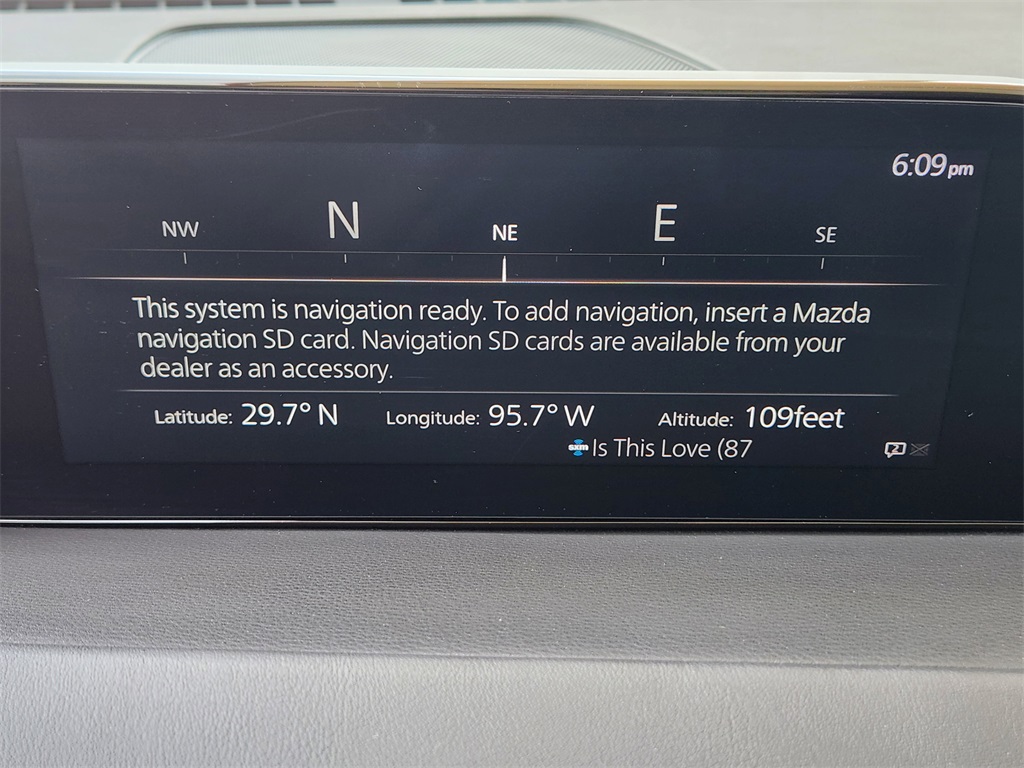 6:09pm
NW N NE E SE
This system is navigation ready. To add navigation, insert a Mazda
navigation SD card. Navigation SD cards are available from your
dealer as an accessory.
Latitude: 29.7° N Longitude: 95.7° W Altitude: 109feet
sxm Is This Love (87
2